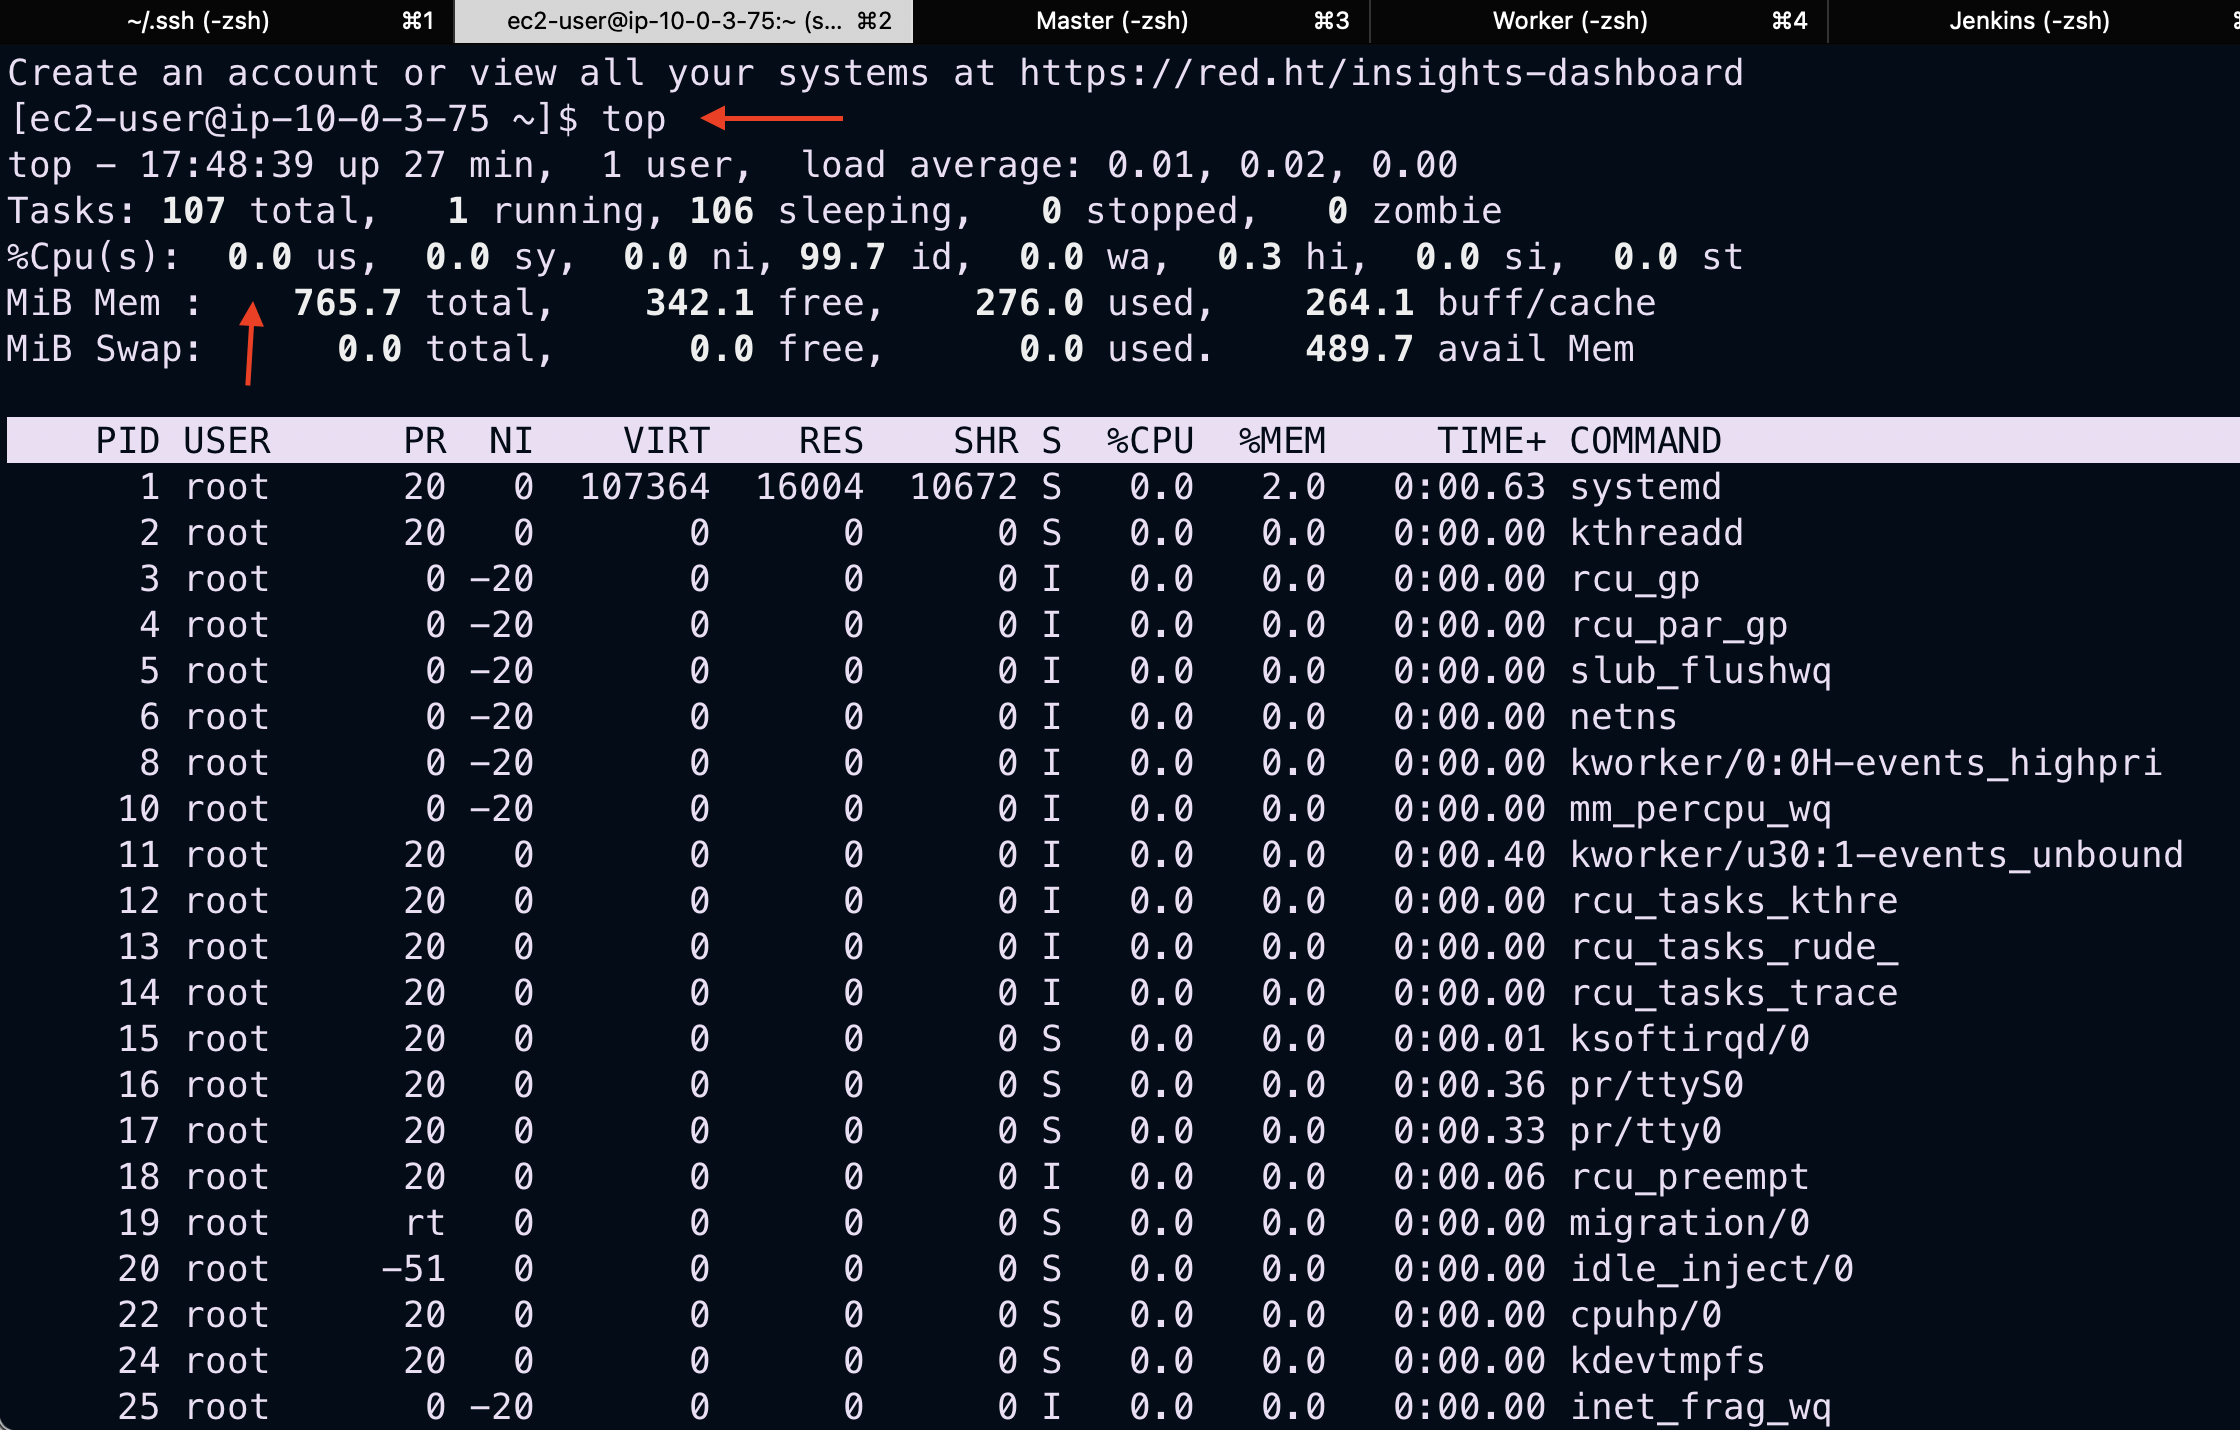 ~/.ssh (-zsh) ⌘1 ec2-user@ip-10-0-3-75:~ (s... ⌘2 Master (-zsh) ⌘3 Worker (-zsh) ⌘4 Jenkins (-zsh)
Create an account or view all your systems at https://red.ht/insights-dashboard
[ec2-user@ip-10-0-3-75 ~]$ top
top - 17:48:39 up 27 min,  1 user,  load average: 0.01, 0.02, 0.00
Tasks: 107 total,   1 running, 106 sleeping,   0 stopped,   0 zombie
%Cpu(s):  0.0 us,  0.0 sy,  0.0 ni, 99.7 id,  0.0 wa,  0.3 hi,  0.0 si,  0.0 st
MiB Mem :    765.7 total,    342.1 free,    276.0 used,    264.1 buff/cache
MiB Swap:      0.0 total,      0.0 free,      0.0 used.    489.7 avail Mem
PID USER PR NI VIRT RES SHR S %CPU %MEM TIME+ COMMAND
1 root 20 0 107364 16004 10672 S 0.0 2.0 0:00.63 systemd
2 root 20 0 0 0 0 S 0.0 0.0 0:00.00 kthreadd
3 root 0 -20 0 0 0 I 0.0 0.0 0:00.00 rcu_gp
4 root 0 -20 0 0 0 I 0.0 0.0 0:00.00 rcu_par_gp
5 root 0 -20 0 0 0 I 0.0 0.0 0:00.00 slub_flushwq
6 root 0 -20 0 0 0 I 0.0 0.0 0:00.00 netns
8 root 0 -20 0 0 0 I 0.0 0.0 0:00.00 kworker/0:0H-events_highpri
10 root 0 -20 0 0 0 I 0.0 0.0 0:00.00 mm_percpu_wq
11 root 20 0 0 0 0 I 0.0 0.0 0:00.40 kworker/u30:1-events_unbound
12 root 20 0 0 0 0 I 0.0 0.0 0:00.00 rcu_tasks_kthre
13 root 20 0 0 0 0 I 0.0 0.0 0:00.00 rcu_tasks_rude_
14 root 20 0 0 0 0 I 0.0 0.0 0:00.00 rcu_tasks_trace
15 root 20 0 0 0 0 S 0.0 0.0 0:00.01 ksoftirqd/0
16 root 20 0 0 0 0 S 0.0 0.0 0:00.36 pr/ttyS0
17 root 20 0 0 0 0 S 0.0 0.0 0:00.33 pr/tty0
18 root 20 0 0 0 0 I 0.0 0.0 0:00.06 rcu_preempt
19 root rt 0 0 0 0 S 0.0 0.0 0:00.00 migration/0
20 root -51 0 0 0 0 S 0.0 0.0 0:00.00 idle_inject/0
22 root 20 0 0 0 0 S 0.0 0.0 0:00.00 cpuhp/0
24 root 20 0 0 0 0 S 0.0 0.0 0:00.00 kdevtmpfs
25 root 0 -20 0 0 0 I 0.0 0.0 0:00.00 inet_frag_wq